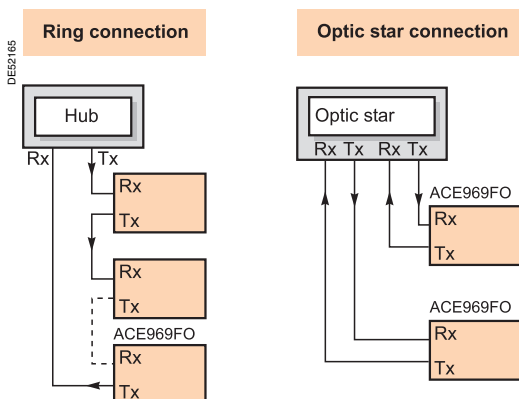 Ring connection
DE52165
Hub
Rx Tx
Rx
Tx
Rx
Tx
ACE969FO
Rx
Tx
Optic star connection
Optic star
Rx Tx Rx Tx
ACE969FO
Rx
Tx
ACE969FO
Rx
Tx